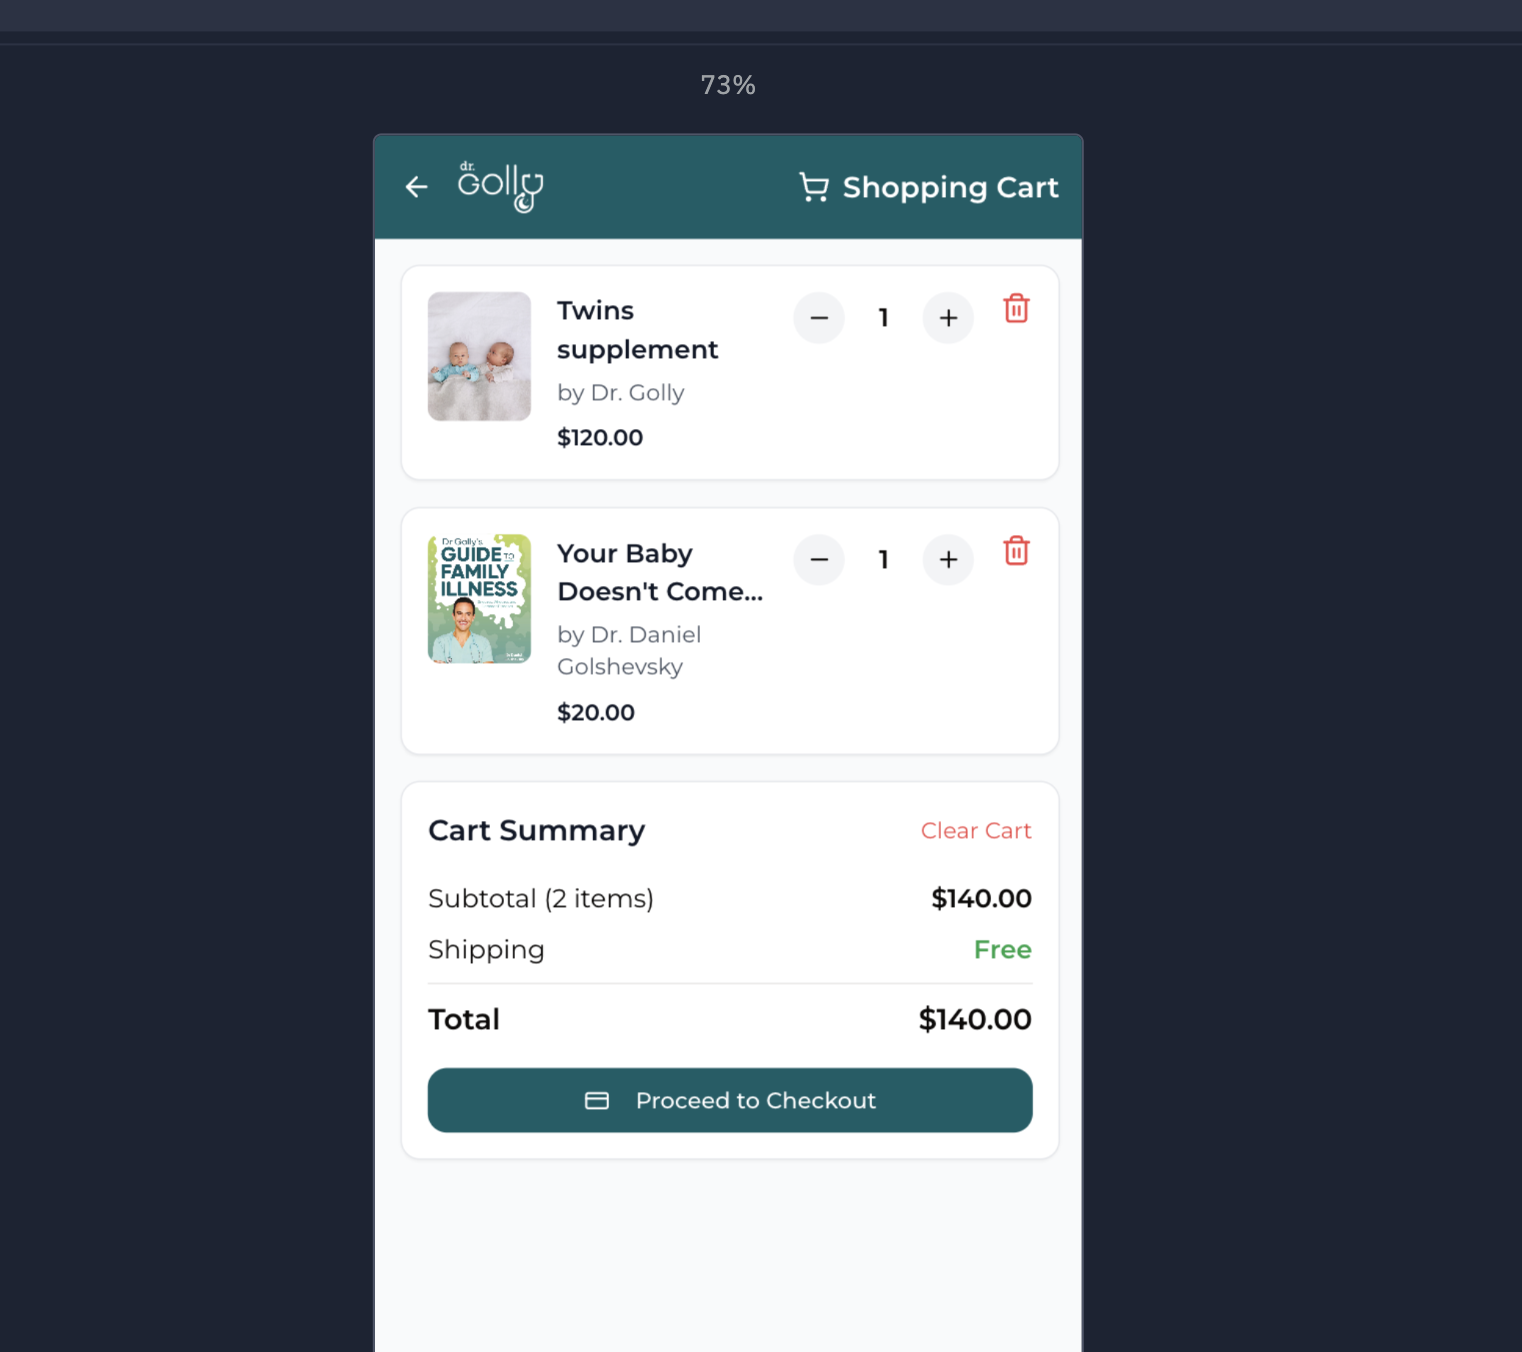 73%
dr.
Golly
Shopping Cart
Twins
supplement
by Dr. Golly
$120.00
1
Dr Golly's
GUIDE TO
FAMILY
ILLNESS
Your Baby
Doesn't Come...
by Dr. Daniel
Golshevsky
$20.00
1
Cart Summary
Clear Cart
Subtotal (2 items)
$140.00
Shipping
Free
Total
$140.00
Proceed to Checkout